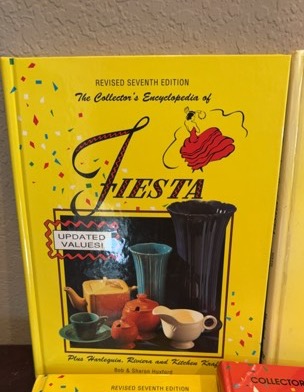 REVISED SEVENTH EDITION
The Collector's Encyclopedia of
FIESTA
UPDATED
VALUES!
Plus Harlequin, Riviera and Kitchen Kraft
Bob & Sharon Huxford
REVISED SEVENTH EDITION
COLLECTOR